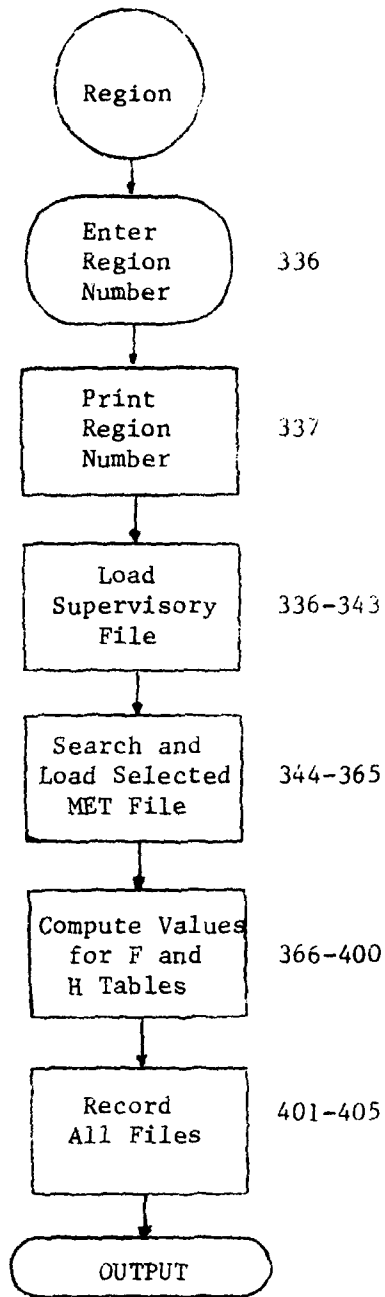 Region
Enter
Region
Number
336
Print
Region
Number
337
Load
Supervisory
File
336-343
Search and
Load Selected
MET File
344-365
Compute Values
for F and
H Tables
366-400
Record
All Files
401-405
OUTPUT